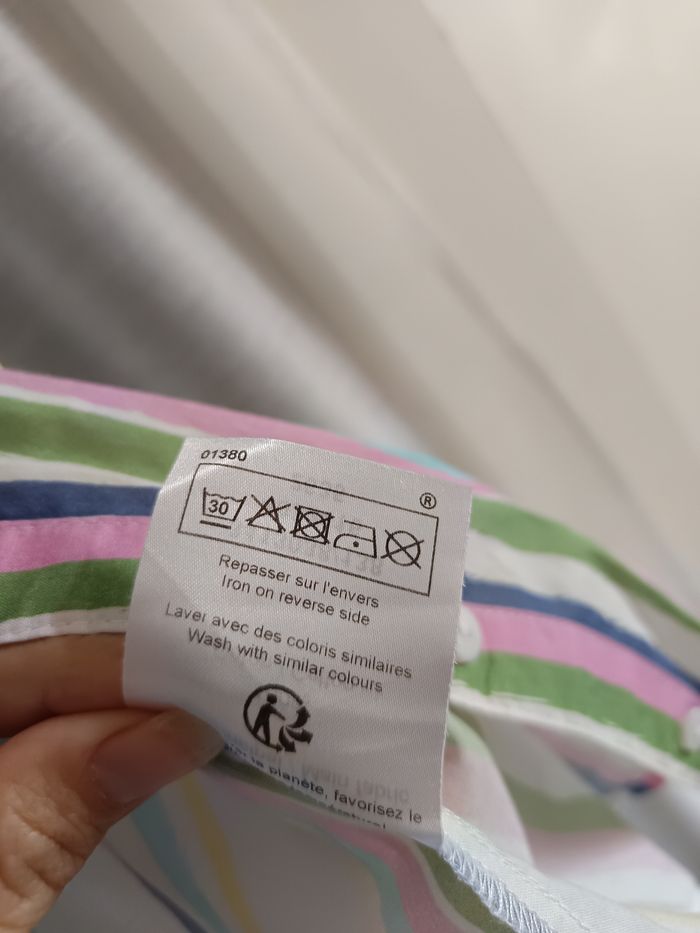 01380
®
30
Repasser sur l'envers
Iron on reverse side
Laver avec des coloris similaires
Wash with similar colours
la planète, favorisez le